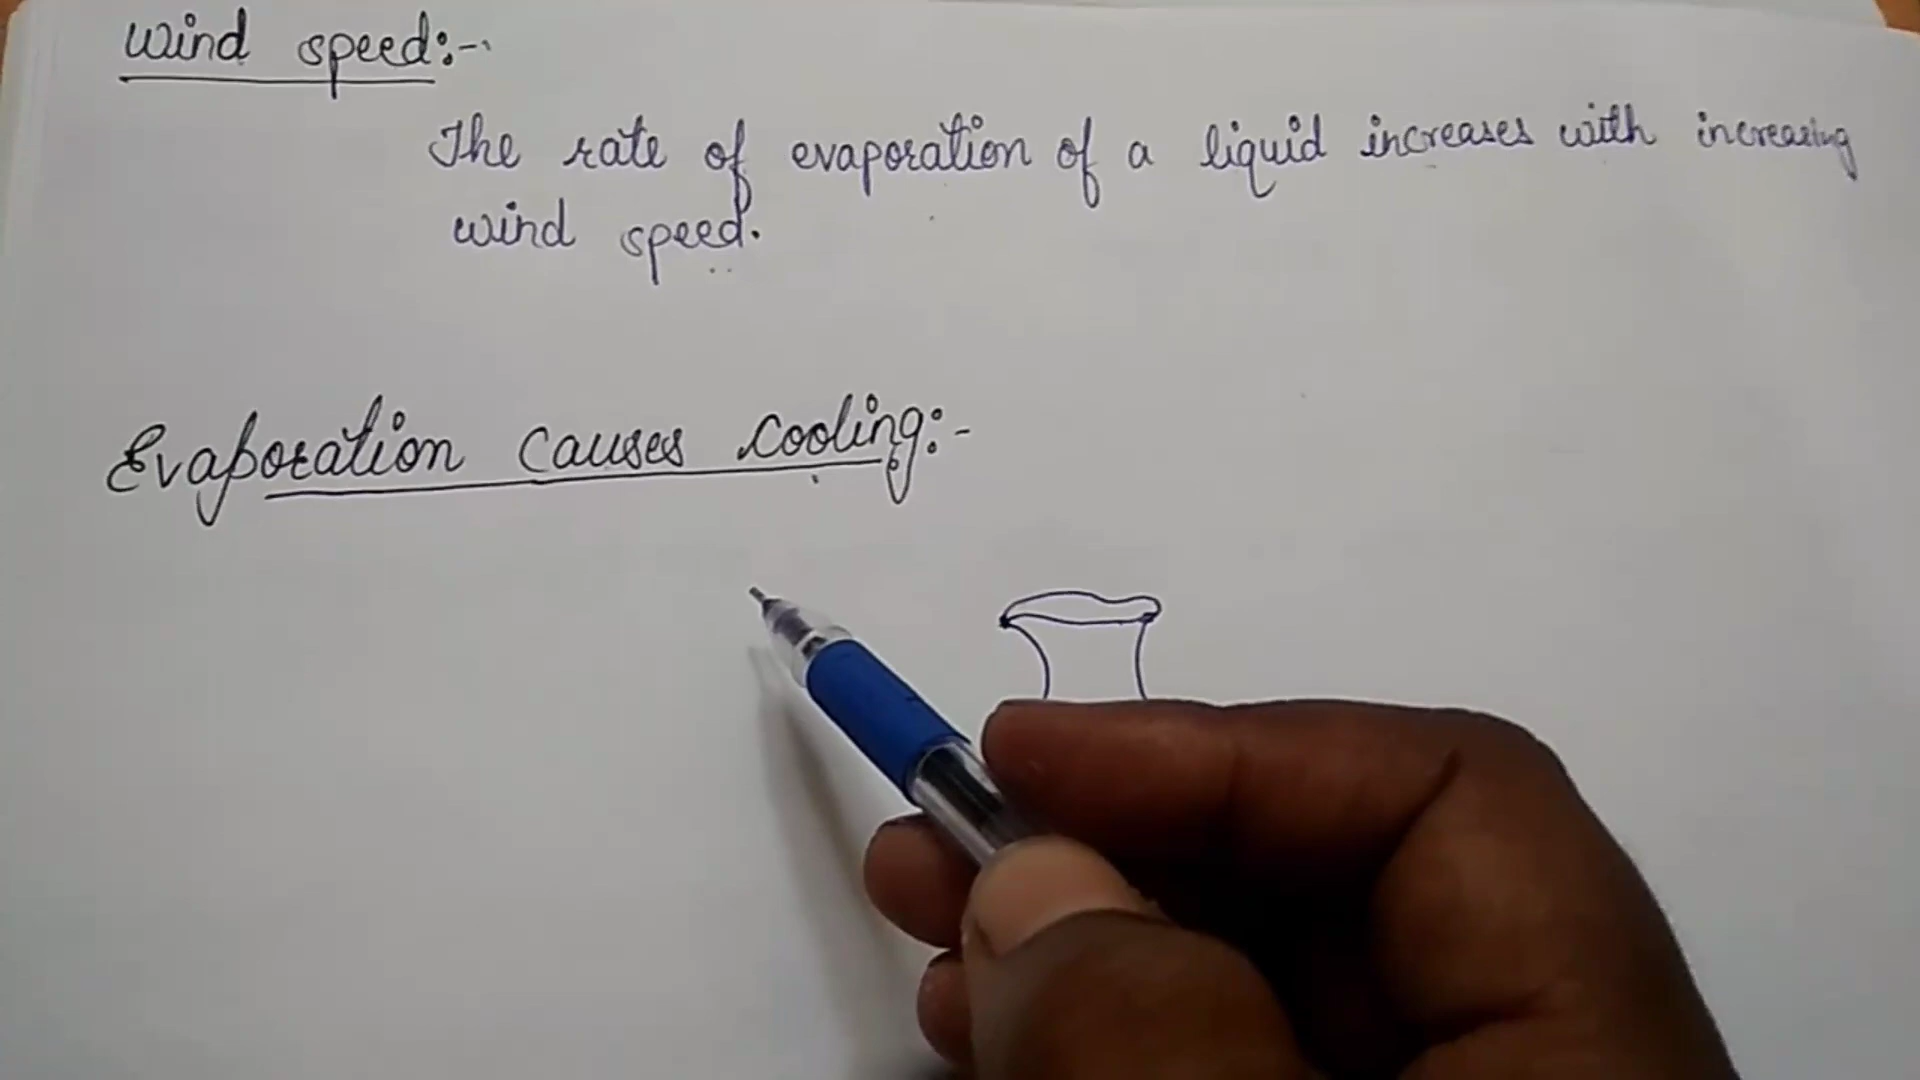 Wind speed:-
The rate of evaporation of a liquid increases with increasing
wind speed.
Evaporation causes cooling:-